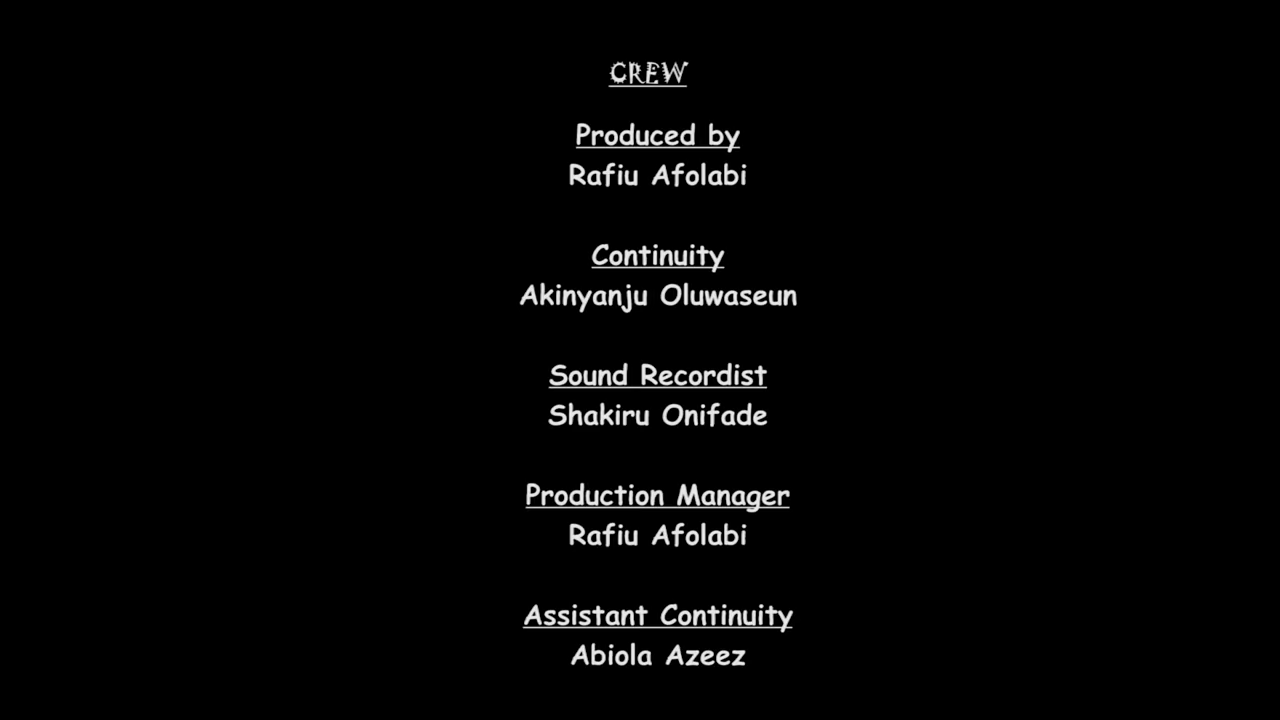 CREW
Produced by
Rafiu Afolabi
Continuity
Akinyanju Oluwaseun
Sound Recordist
Shakiru Onifade
Production Manager
Rafiu Afolabi
Assistant Continuity
Abiola Azeez